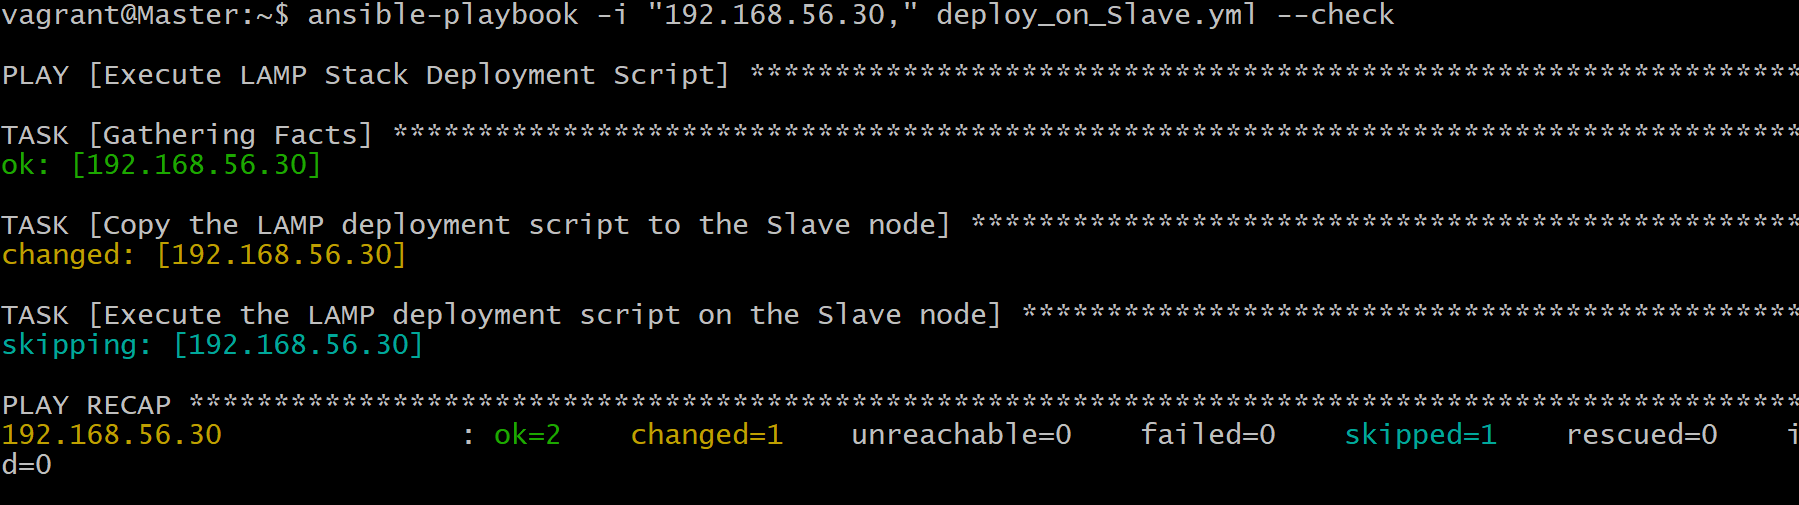 vagrant@Master:~$ ansible-playbook -i "192.168.56.30," deploy_on_Slave.yml --check
PLAY [Execute LAMP Stack Deployment Script] **************************************************************
TASK [Gathering Facts] ***********************************************************************************
ok: [192.168.56.30]
TASK [Copy the LAMP deployment script to the Slave node] *************************************************
changed: [192.168.56.30]
TASK [Execute the LAMP deployment script on the Slave node] **********************************************
skipping: [192.168.56.30]
PLAY RECAP ***********************************************************************************************
192.168.56.30 : ok=2 changed=1 unreachable=0 failed=0 skipped=1 rescued=0 i
d=0